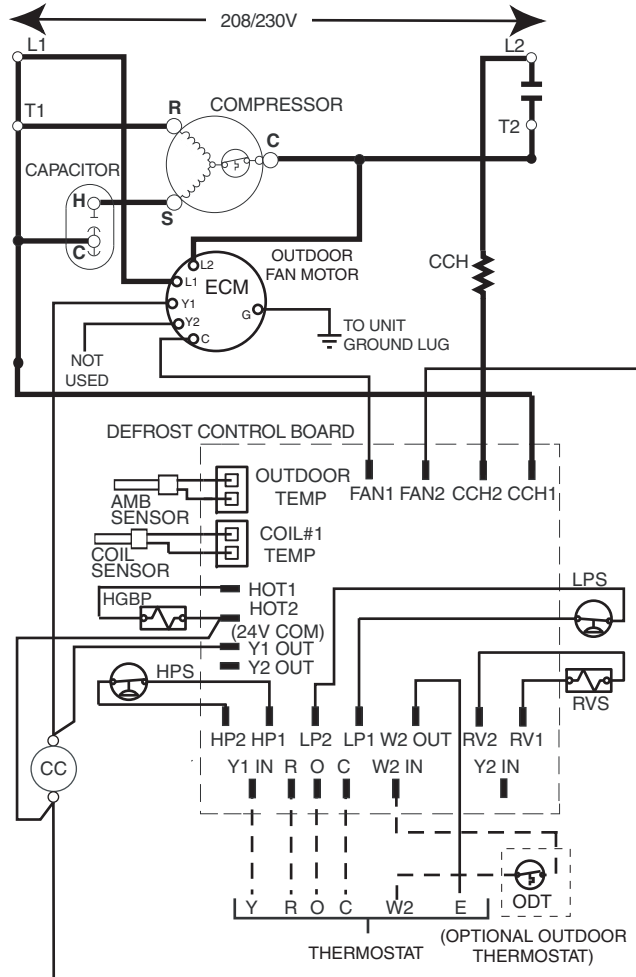 208/230V
L1
L2
T1
R
COMPRESSOR
C
T2
CAPACITOR
H
S
C
L2
OUTDOOR
FAN MOTOR
CCH
L1
ECM
Y1
Y2
G
C
TO UNIT
GROUND LUG
NOT
USED
DEFROST CONTROL BOARD
OUTDOOR
TEMP
FAN1 FAN2 CCH2 CCH1
AMB
SENSOR
COIL#1
TEMP
COIL
SENSOR
HOT1
LPS
HGBP
HOT2
(24V COM)
Y1 OUT
Y2 OUT
HPS
RVS
HP2 HP1 LP2 LP1 W2 OUT RV2 RV1
Y1 IN R O C W2 IN Y2 IN
CC
ODT
Y R O C W2 E
(OPTIONAL OUTDOOR
THERMOSTAT)
THERMOSTAT